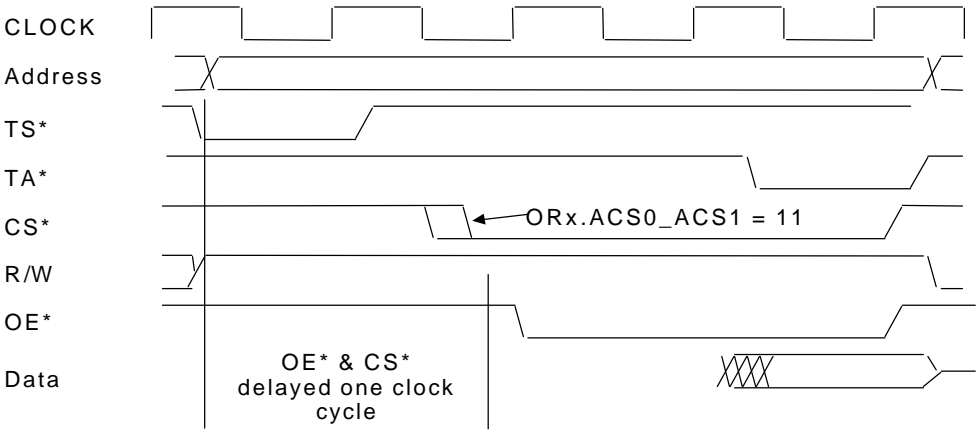 CLOCK
Address
TS*
TA*
CS*
ORx.ACS0_ACS1 = 11
R/W
OE*
OE* & CS*
delayed one clock
cycle
Data